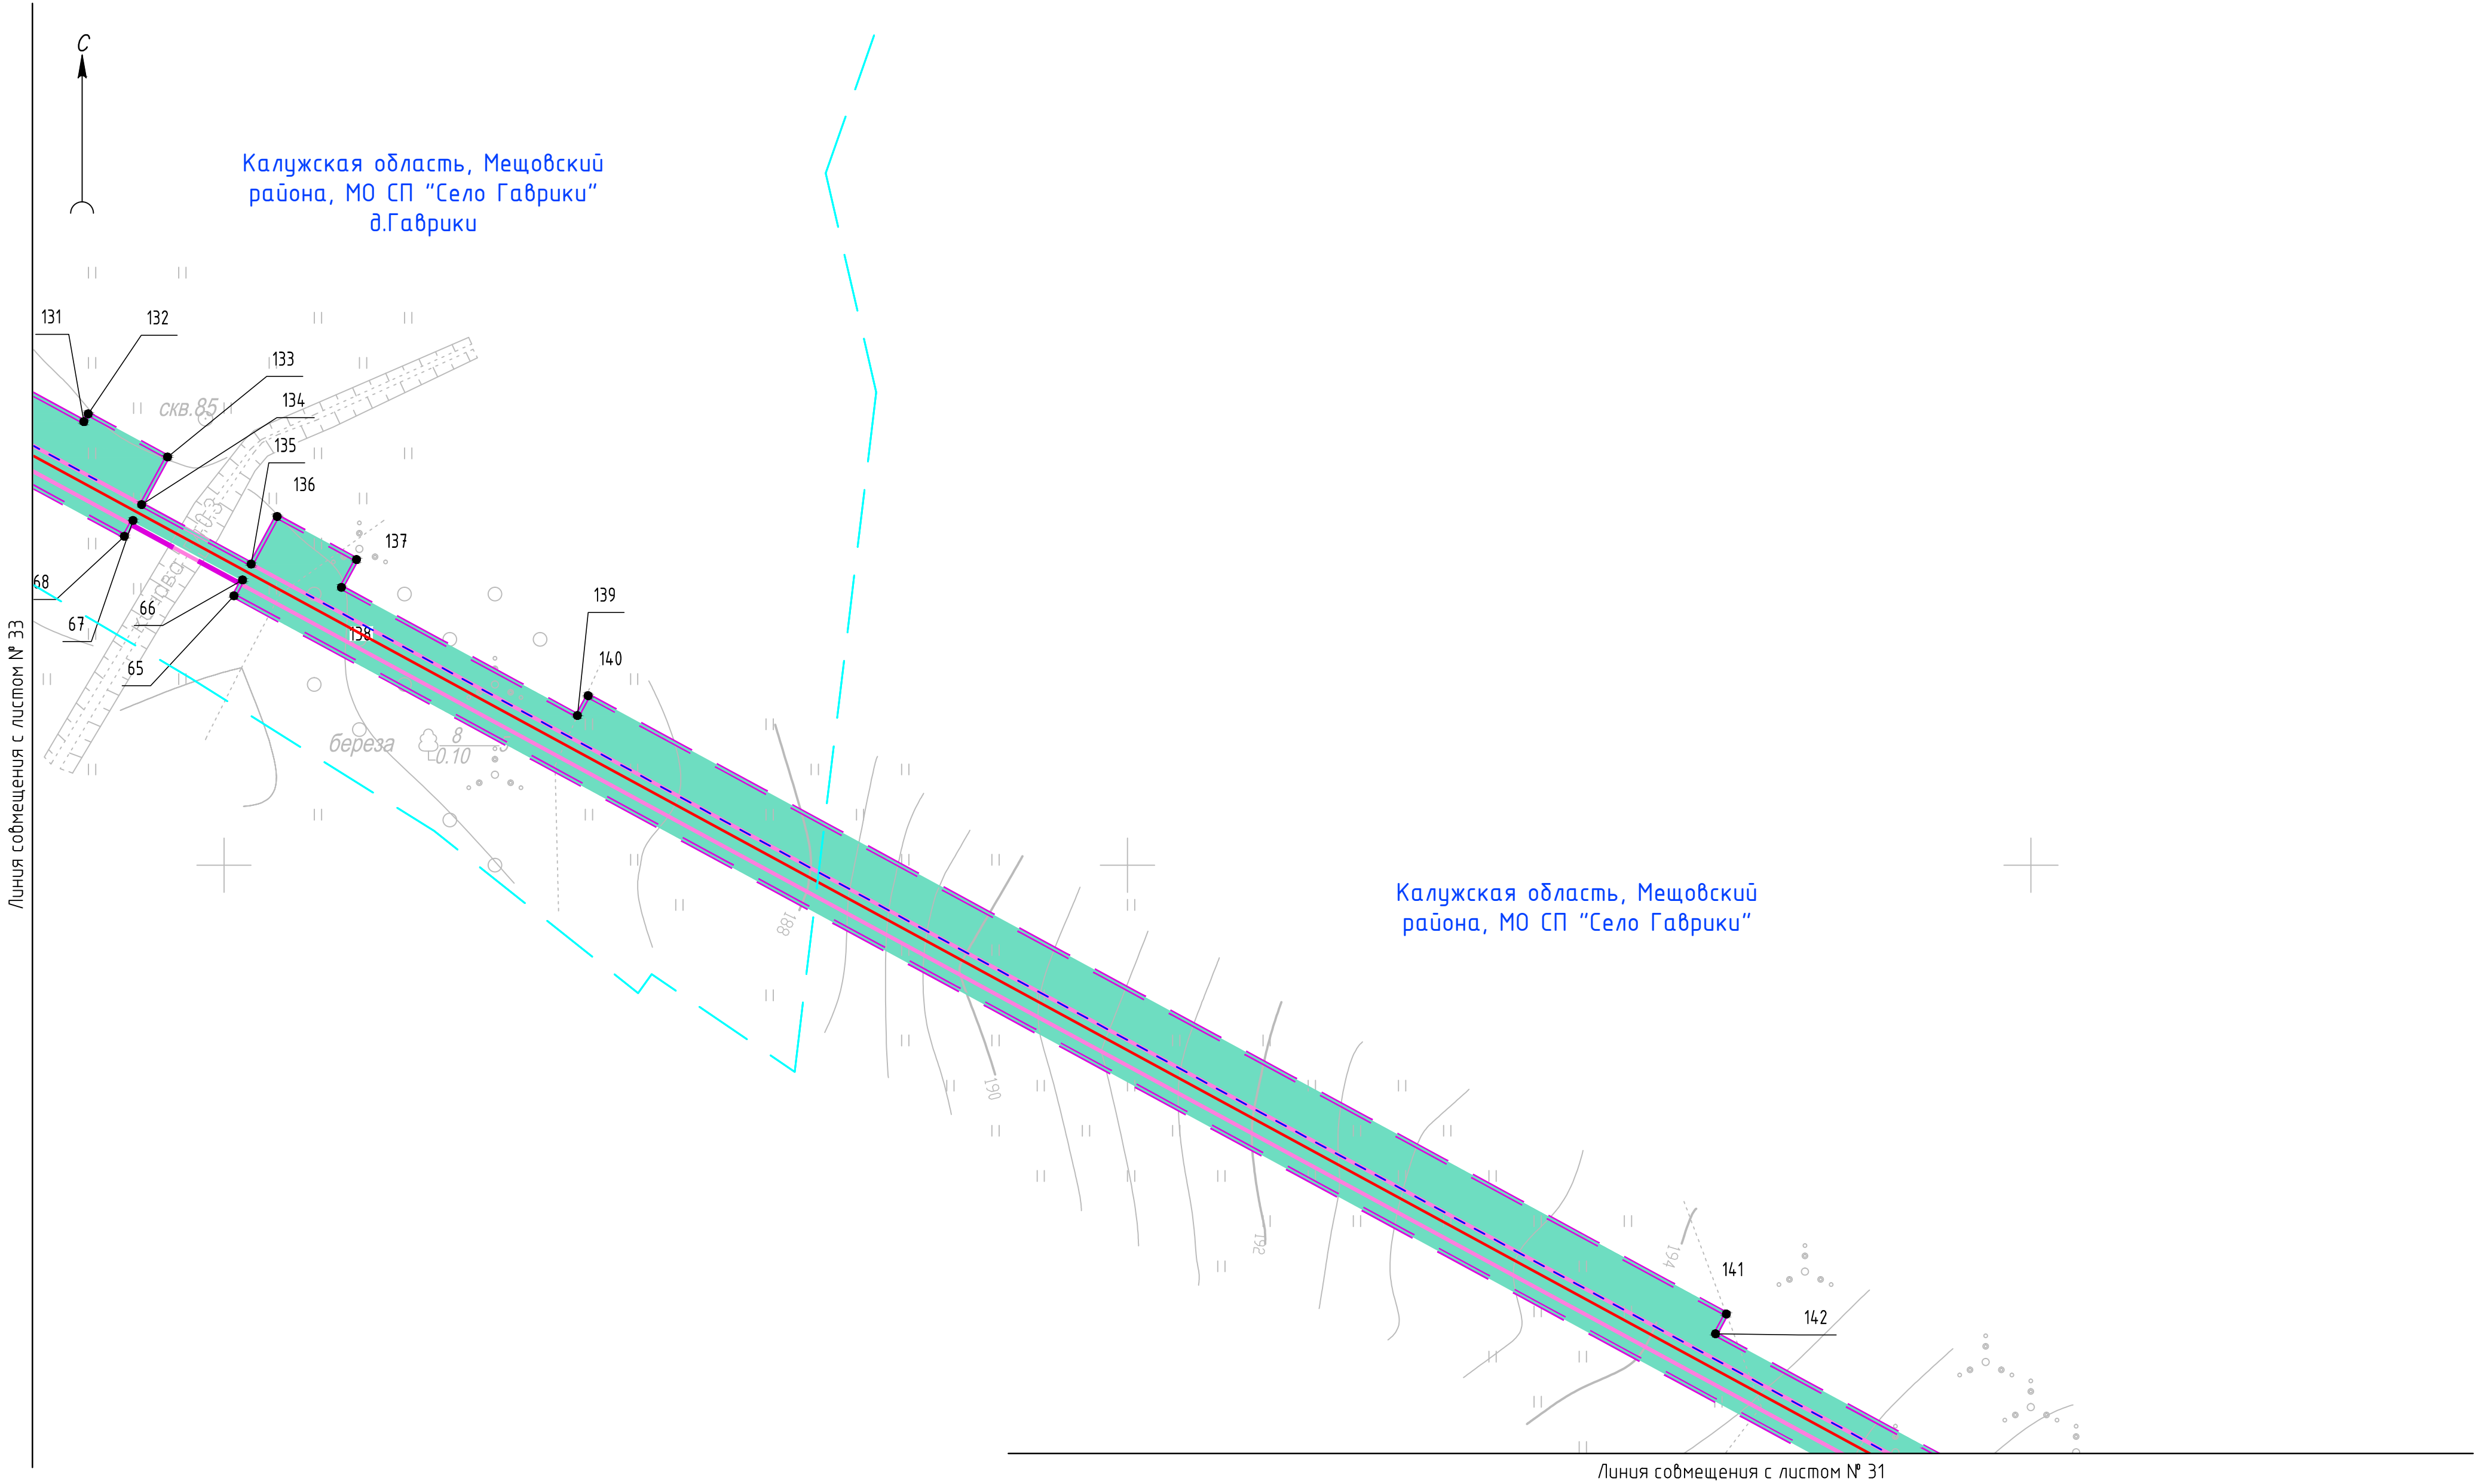 С
Калужская область, Мещовский
района, МО СП "Село Гаврики"
д.Гаврики
131
132
133
скв.85
134
135
136
137
68
66
67
138
65
139
140
береза
8
0.10
Линия совмещения с листом № 33
188
Калужская область, Мещовский
района, МО СП "Село Гаврики"
190
192
194
141
142
Линия совмещения с листом № 31